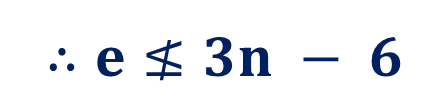 ∴ e ≨ 3n − 6